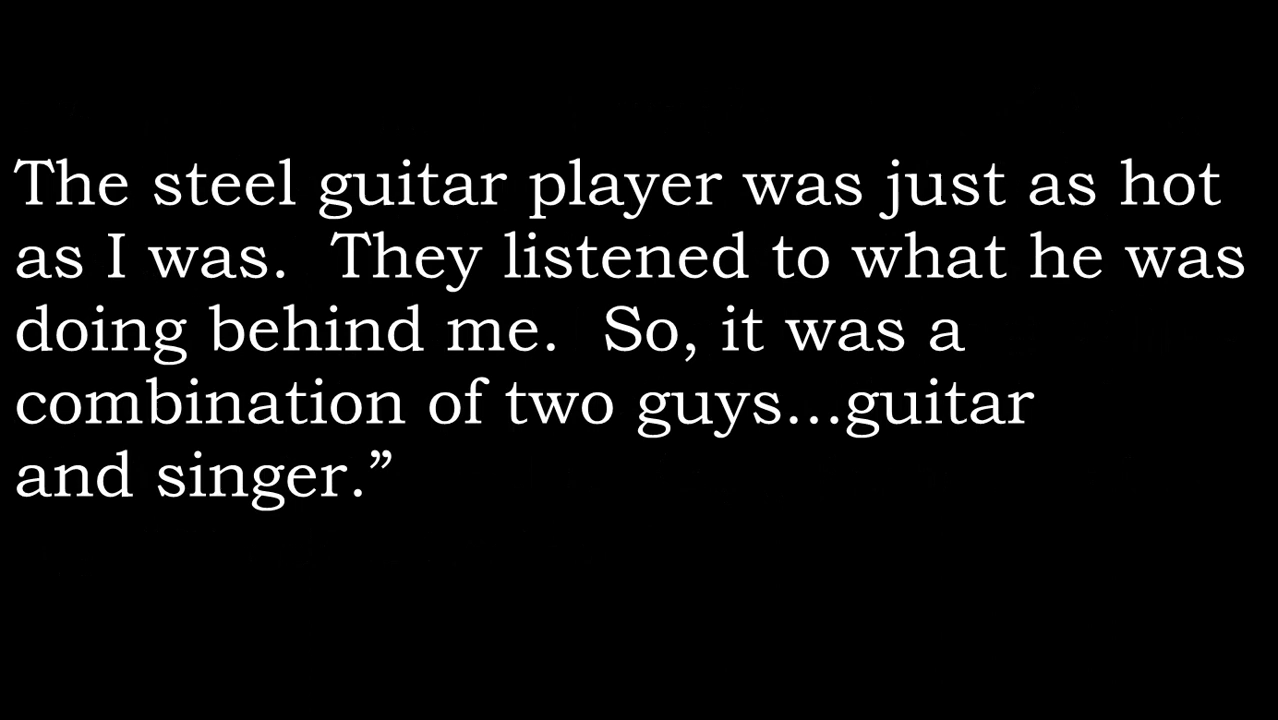 The steel guitar player was just as hot
as I was.  They listened to what he was
doing behind me.  So, it was a
combination of two guys…guitar
and singer.”